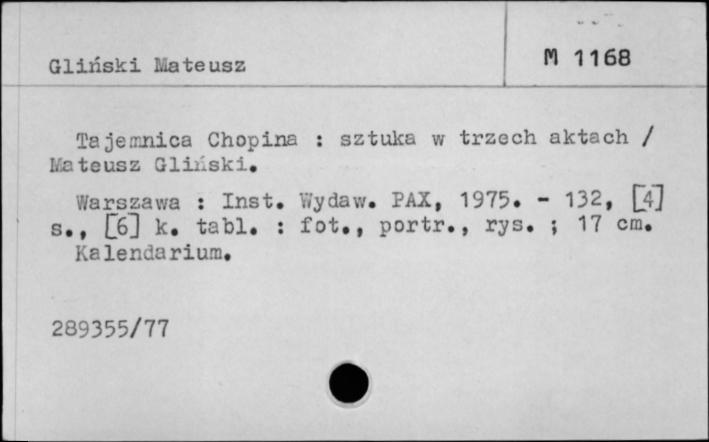 Gliński Mateusz
M 1168
Tajemnica Chopina : sztuka w trzech aktach /
Mateusz Gliński.
Warszawa : Inst. Wydaw. PAX, 1975. - 132, [4]
s., [6] k. tabl. : fot., portr., rys. ; 17 cm.
Kalendarium.
289355/77